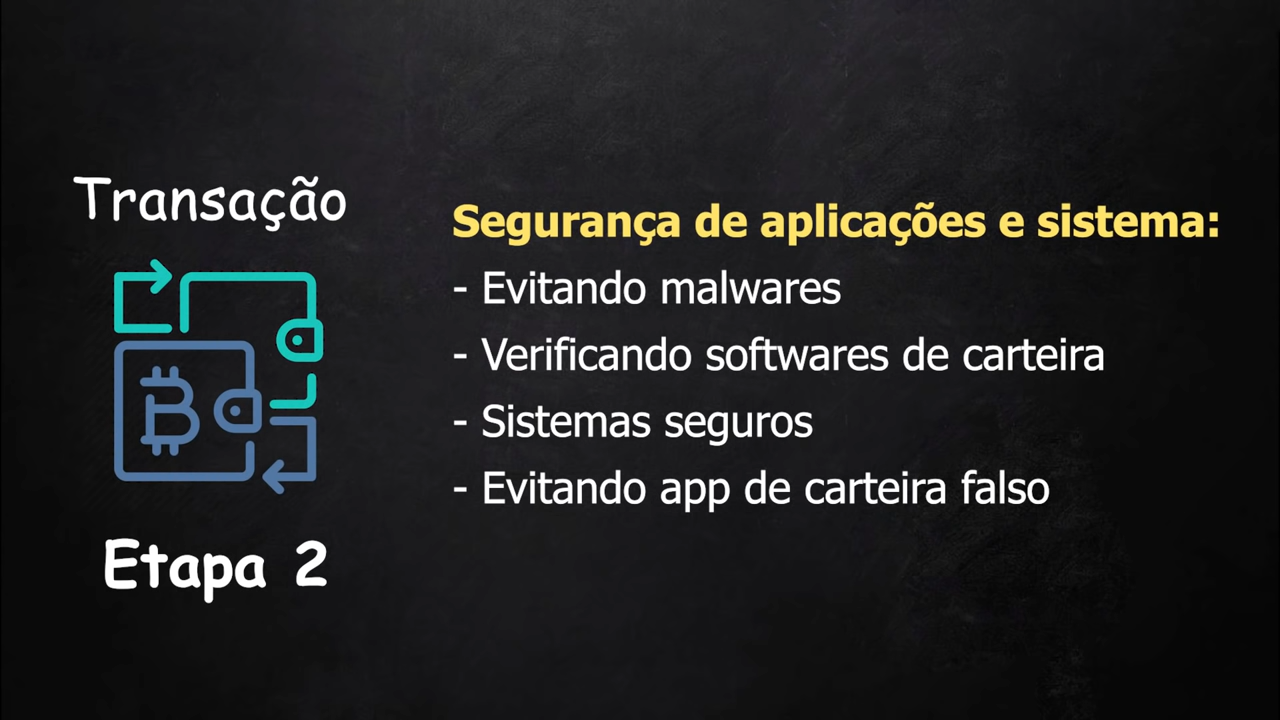 Transação
Etapa 2
Segurança de aplicações e sistema:
- Evitando malwares
- Verificando softwares de carteira
- Sistemas seguros
- Evitando app de carteira falso